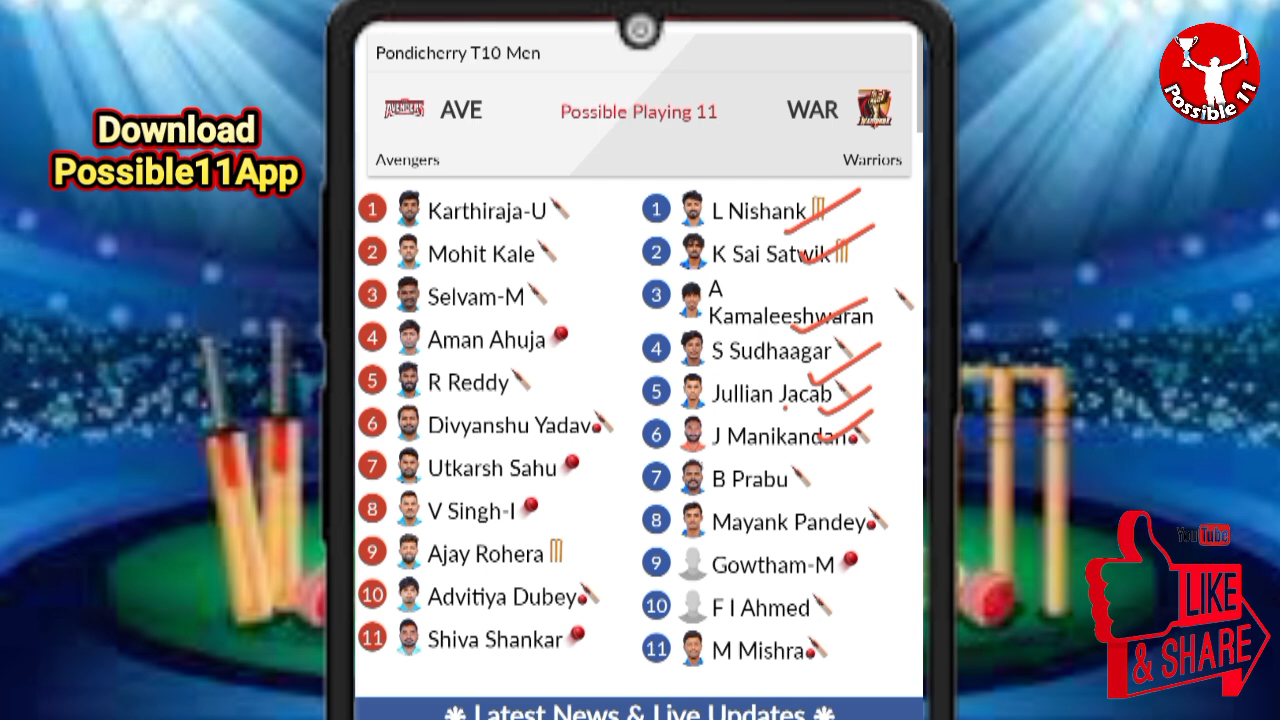 Pondicherry T10 Men
AVENGERS
AVE
Possible Playing 11
WAR
Avengers
Warriors
Possible 11
Download
Possible11App
1 Karthiraja-U
2 Mohit Kale
3 Selvam-M
4 Aman Ahuja
5 R Reddy
6 Divyanshu Yadav
7 Utkarsh Sahu
8 V Singh-I
9 Ajay Rohera
10 Advitiya Dubey
11 Shiva Shankar
1 L Nishank
2 K Sai Satwik
3 A
Kamaleeshwaran
4 S Sudhaagar
5 Jullian Jacab
6 J Manikandan
7 B Prabu
8 Mayank Pandey
9 Gowtham-M
10 F I Ahmed
11 M Mishra
YouTube
LIKE
& SHARE
Latest News & Live Updates